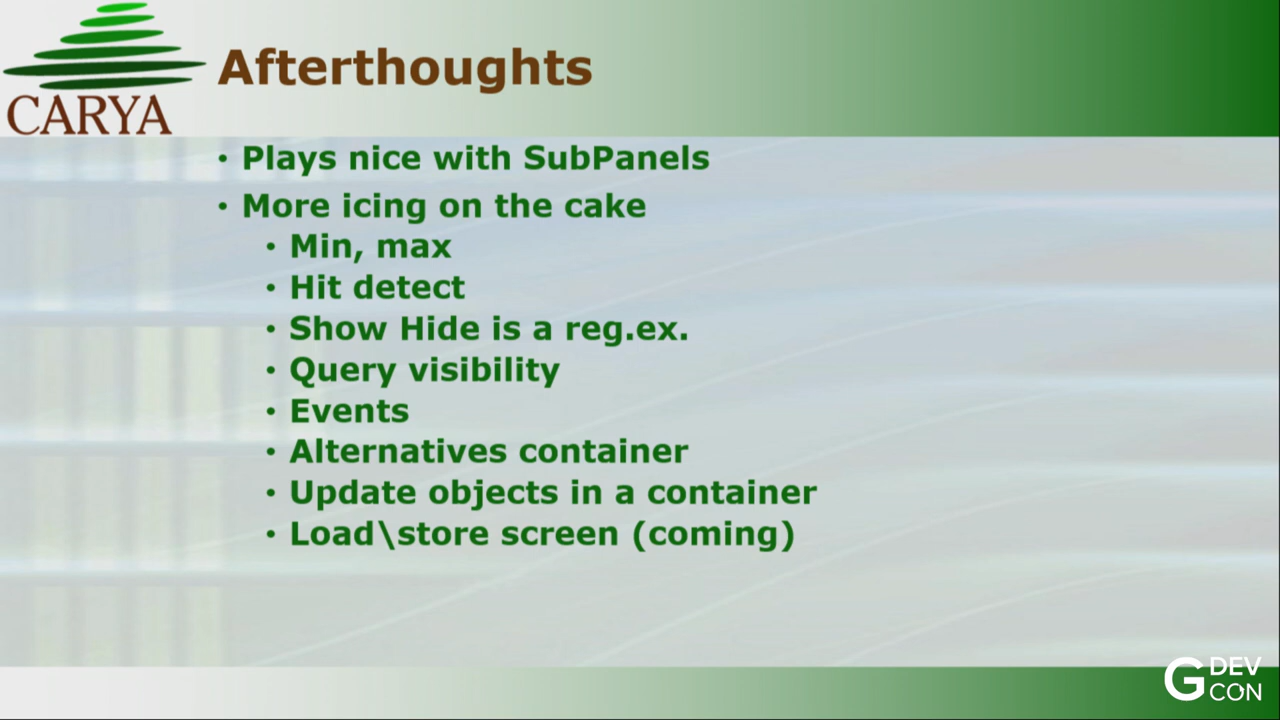 CARYA
Afterthoughts
• Plays nice with SubPanels
• More icing on the cake
• Min, max
• Hit detect
• Show Hide is a reg.ex.
• Query visibility
• Events
• Alternatives container
• Update objects in a container
• Load\store screen (coming)
G DEV
CON